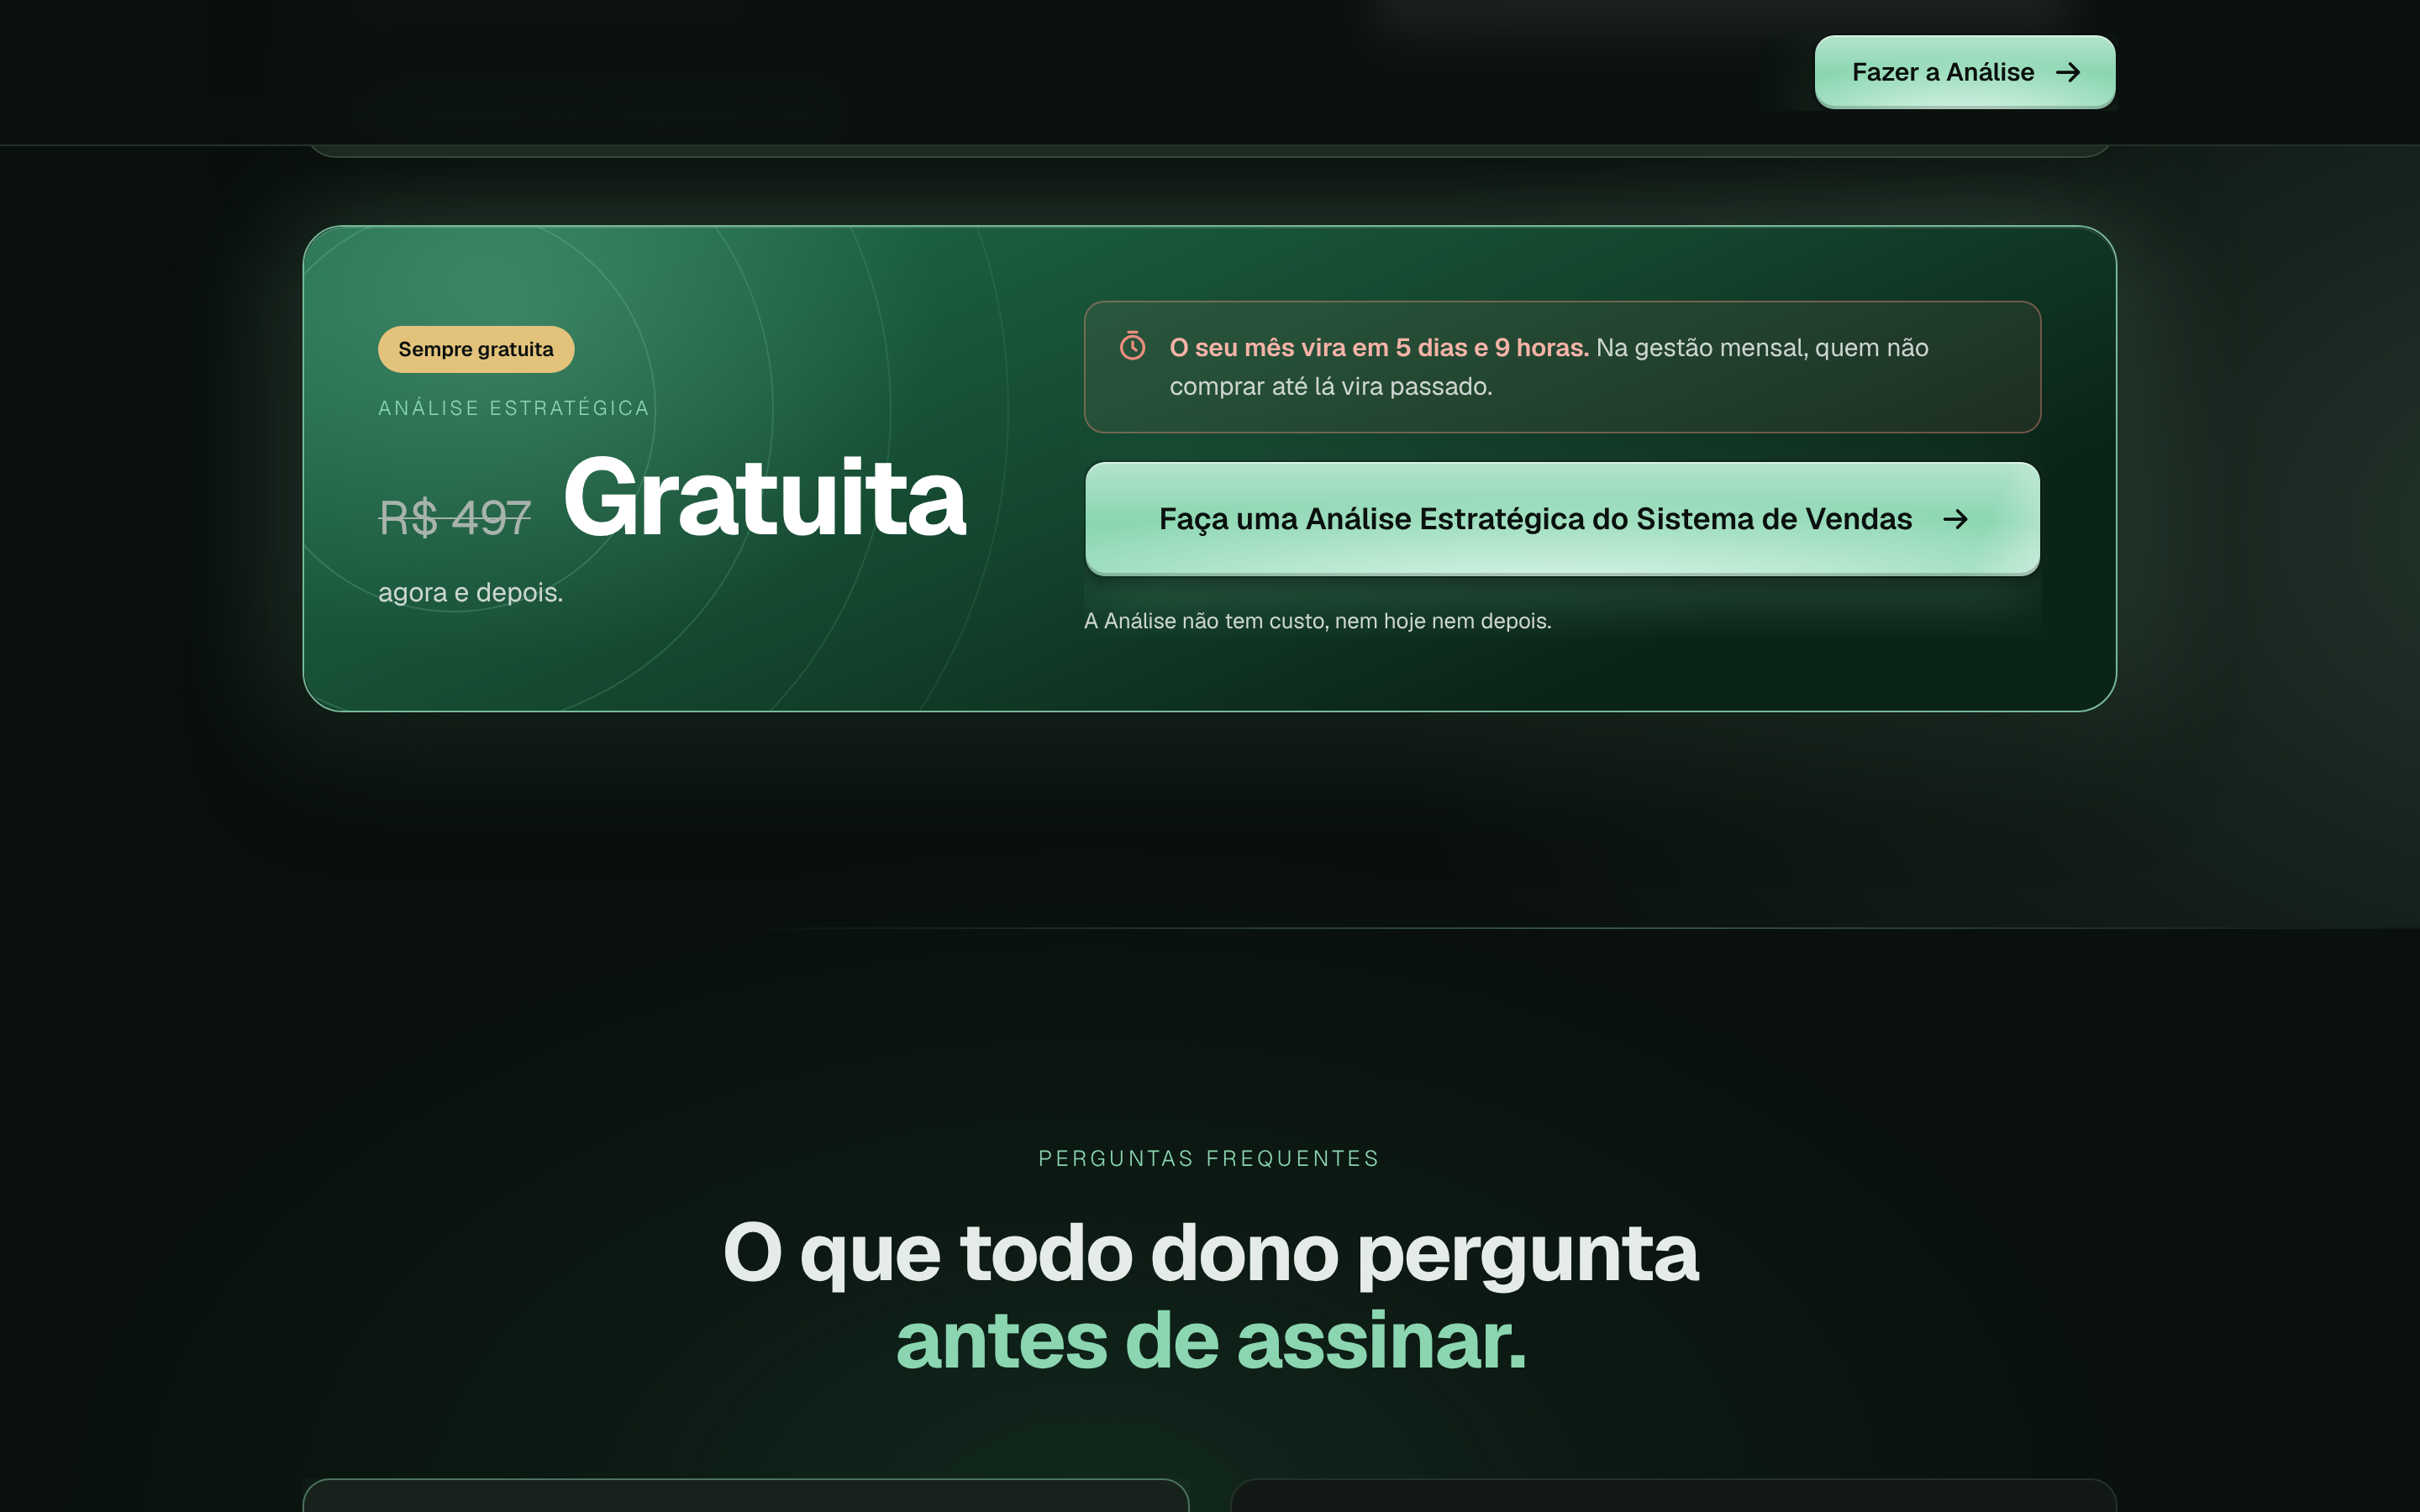 Fazer a Análise
Sempre gratuita
ANÁLISE ESTRATÉGICA
R$ 497 Gratuita
agora e depois.
O seu mês vira em 5 dias e 9 horas. Na gestão mensal, quem não
comprar até lá vira passado.
Faça uma Análise Estratégica do Sistema de Vendas
A Análise não tem custo, nem hoje nem depois.
PERGUNTAS FREQUENTES
O que todo dono pergunta
antes de assinar.